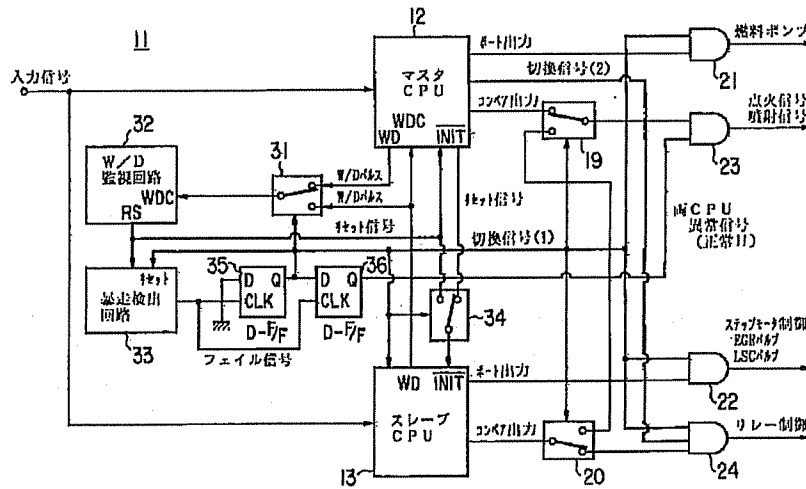 11
入力信号
12
マスタ
CPU
WDC
WD
INIT
ポート出力
切換信号(2)
コンペア出力
燃料ポンプ
21
点火信号
噴射信号
23
19
32
W/D
監視回路
WDC
RS
31
W/Dパルス
W/Dパルス
リセット信号
リセット信号
切換信号(1)
両CPU
異常信号
(正常H)
リセット
暴走検出
回路
33
35
D Q
CLK
D-F/F
36
D Q
CLK
D-F/F
フェイル信号
34
WD
INIT
スレーブ
CPU
13
ポート出力
コンペア出力
20
ステップモータ制御
EGRバルブ
LSCバルブ
22
リレー制御
24